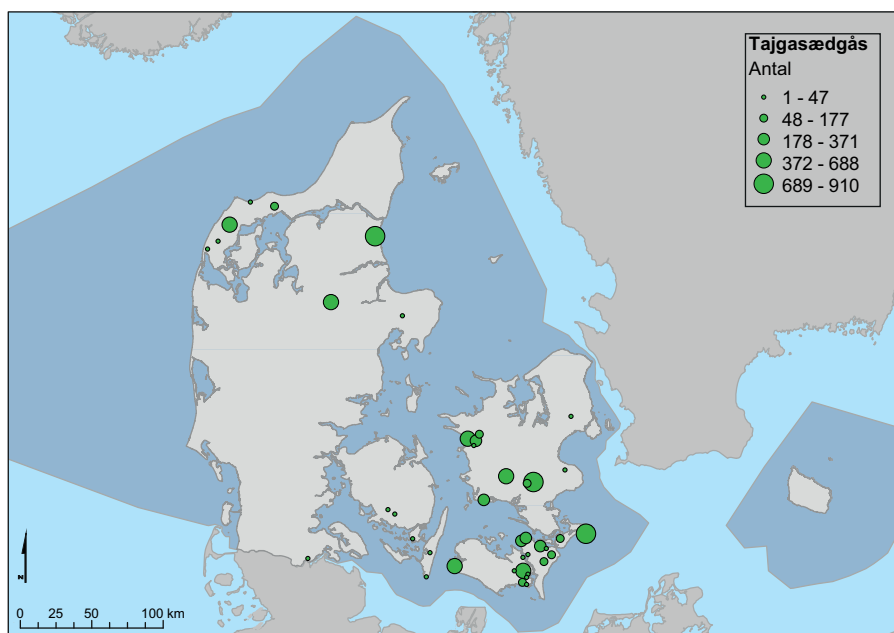 Tajgasædgås
Antal
1 - 47
48 - 177
178 - 371
372 - 688
689 - 910
N
0 25 50 100 km